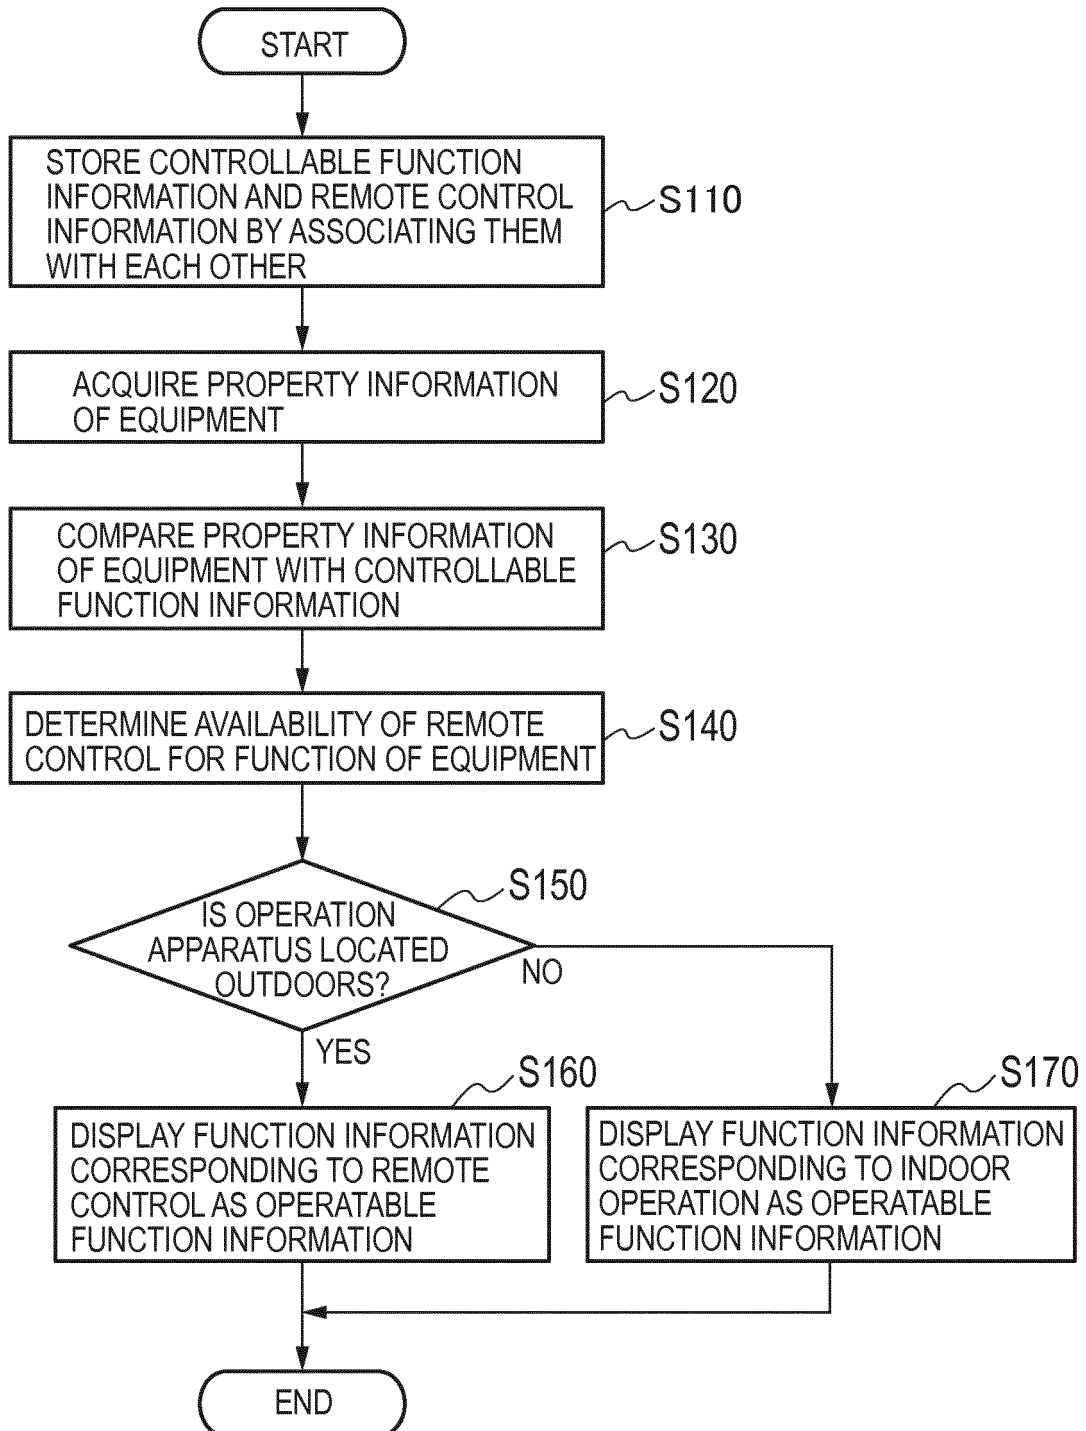 START
STORE CONTROLLABLE FUNCTION
INFORMATION AND REMOTE CONTROL
INFORMATION BY ASSOCIATING THEM
WITH EACH OTHER
S110
ACQUIRE PROPERTY INFORMATION
OF EQUIPMENT
S120
COMPARE PROPERTY INFORMATION
OF EQUIPMENT WITH CONTROLLABLE
FUNCTION INFORMATION
S130
DETERMINE AVAILABILITY OF REMOTE
CONTROL FOR FUNCTION OF EQUIPMENT
S140
IS OPERATION
APPARATUS LOCATED
OUTDOORS?
S150
NO
YES
S160
DISPLAY FUNCTION INFORMATION
CORRESPONDING TO REMOTE
CONTROL AS OPERATABLE
FUNCTION INFORMATION
S170
DISPLAY FUNCTION INFORMATION
CORRESPONDING TO INDOOR
OPERATION AS OPERATABLE
FUNCTION INFORMATION
END